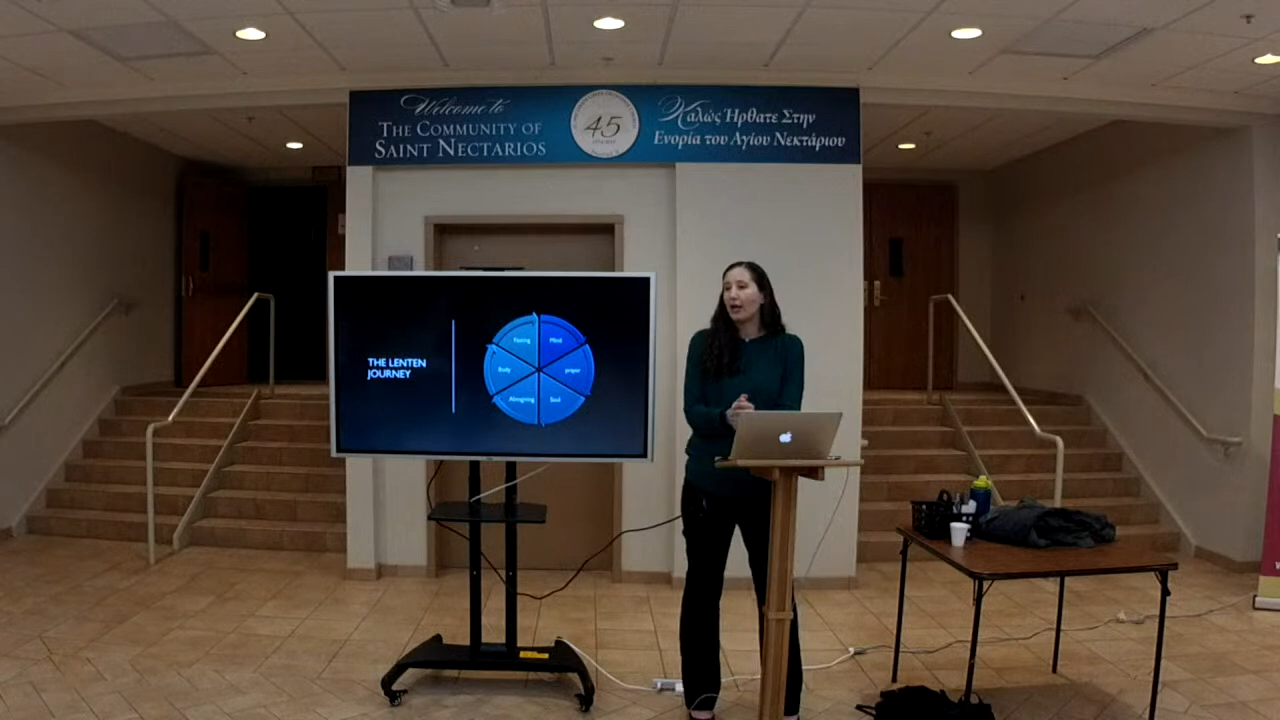 Welcome to
THE COMMUNITY OF
SAINT NECTARIOS
45
Καλώς Ήρθατε Στην
Ενορία του Αγίου Νεκτάριου
THE LENTEN
JOURNEY
Fasting
Mind
prayer
Soul
Almsgiving
Body